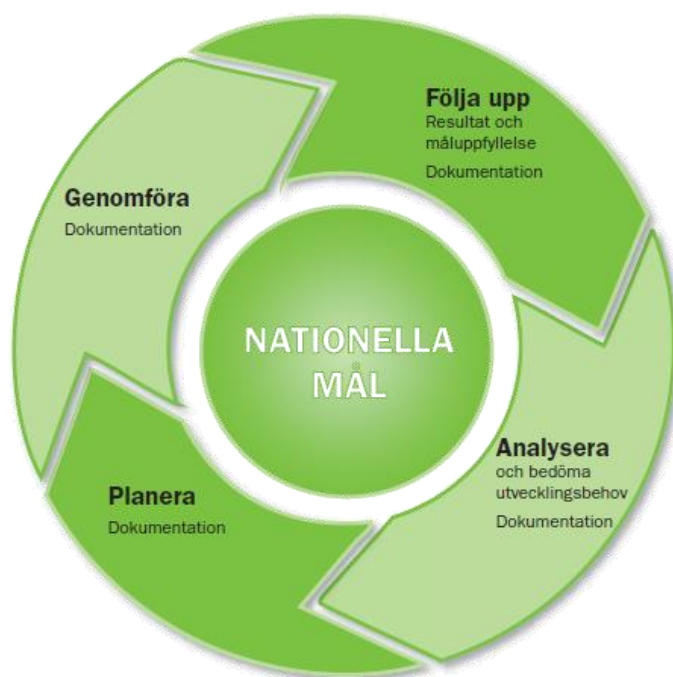 Följa upp
Resultat och
måluppfyllelse
Dokumentation
Genomföra
Dokumentation
NATIONELLA
MÅL
Analysera
och bedöma
utvecklingsbehov
Dokumentation
Planera
Dokumentation